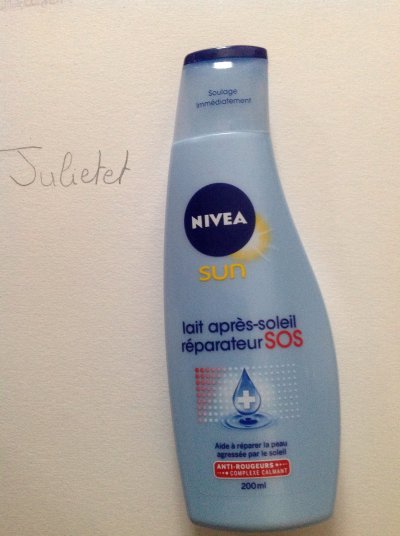 Soulage
immédiatement
Julietet
NIVEA
sun
lait après-soleil
réparateur SOS
Aide à réparer la peau
agressée par le soleil
ANTI-ROUGEURS
COMPLEXE CALMANT
200ml